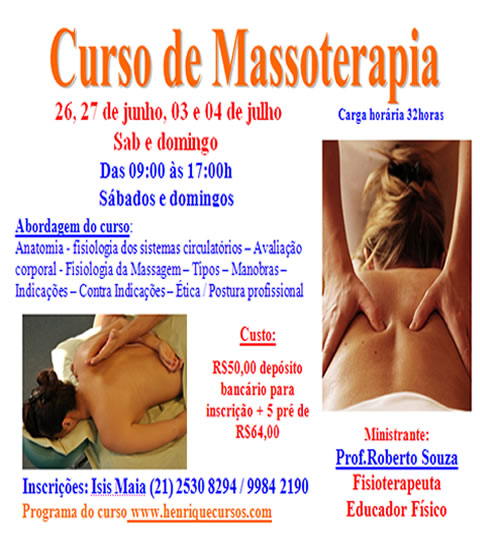 Curso de Massoterapia
26, 27 de junho, 03 e 04 de julho
Sab e domingo
Das 09:00 às 17:00h
Sábados e domingos
Carga horária 32horas
Abordagem do curso:
Anatomia - fisiologia dos sistemas circulatórios – Avaliação
corporal - Fisiologia da Massagem – Tipos – Manobras –
Indicações – Contra Indicações – Ética / Postura profissional
Custo:
R$50,00 depósito
bancário para
inscrição + 5 pré de
R$64,00
Ministrante:
Prof.Roberto Souza
Fisioterapeuta
Educador Físico
Inscrições: Isis Maia (21) 2530 8294 / 9984 2190
Programa do curso www.henriquecursos.com